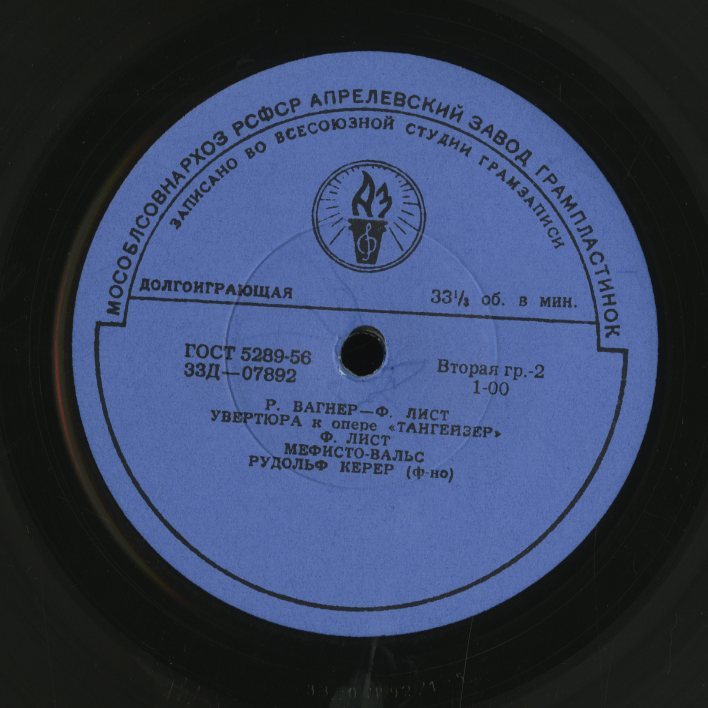 МОСОБЛСОВНАРХОЗ РСФСР АПРЕЛЕВСКИЙ ЗАВОД ГРАМПЛАСТИНОК
ЗАПИСАНО ВО ВСЕСОЮЗНОЙ СТУДИИ ГРАМЗАПИСИ
АЗ
ДОЛГОИГРАЮЩАЯ 33⅓ об. в мин.
ГОСТ 5289-56 Вторая гр.-2
33Д—07892 1-00
Р. ВАГНЕР—Ф. ЛИСТ
УВЕРТЮРА к опере «ТАНГЕЙЗЕР»
Ф. ЛИСТ
МЕФИСТО-ВАЛЬС
РУДОЛЬФ КЕРЕР (ф-но)